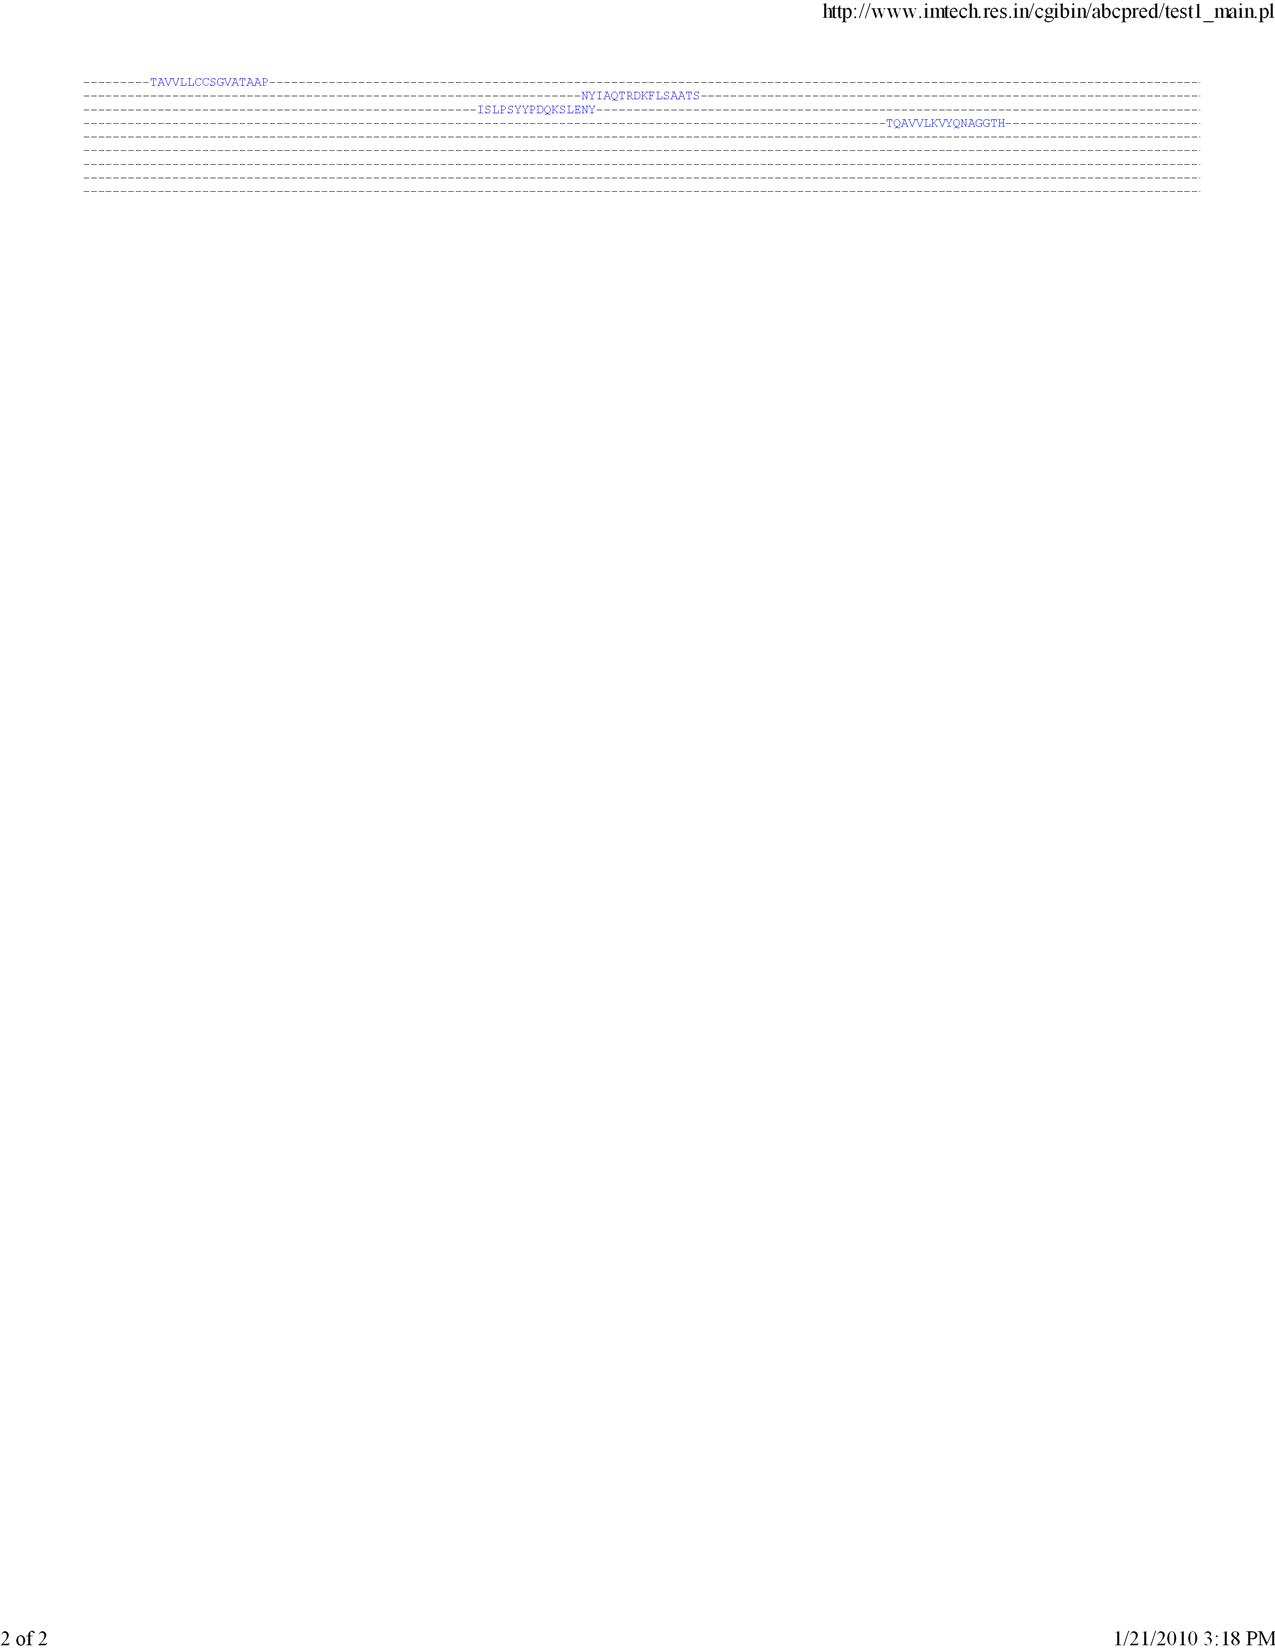 http://www.imtech.res.in/cgibin/abcpred/test1_main.pl
---------TAVVLLCCSGVATAAP-----------------------------------------------------------------------------------------------------------------------------
-------------------------------------------------------------------NYIAQTRDKFLSAATS-------------------------------------------------------------------
-----------------------------------------------------ISLPSYYPDQKSLENY---------------------------------------------------------------------------------
------------------------------------------------------------------------------------------------------------TQAVVLKVYQNAGGTH--------------------------
------------------------------------------------------------------------------------------------------------------------------------------------------
------------------------------------------------------------------------------------------------------------------------------------------------------
------------------------------------------------------------------------------------------------------------------------------------------------------
------------------------------------------------------------------------------------------------------------------------------------------------------
------------------------------------------------------------------------------------------------------------------------------------------------------
2 of 2
1/21/2010 3:18 PM